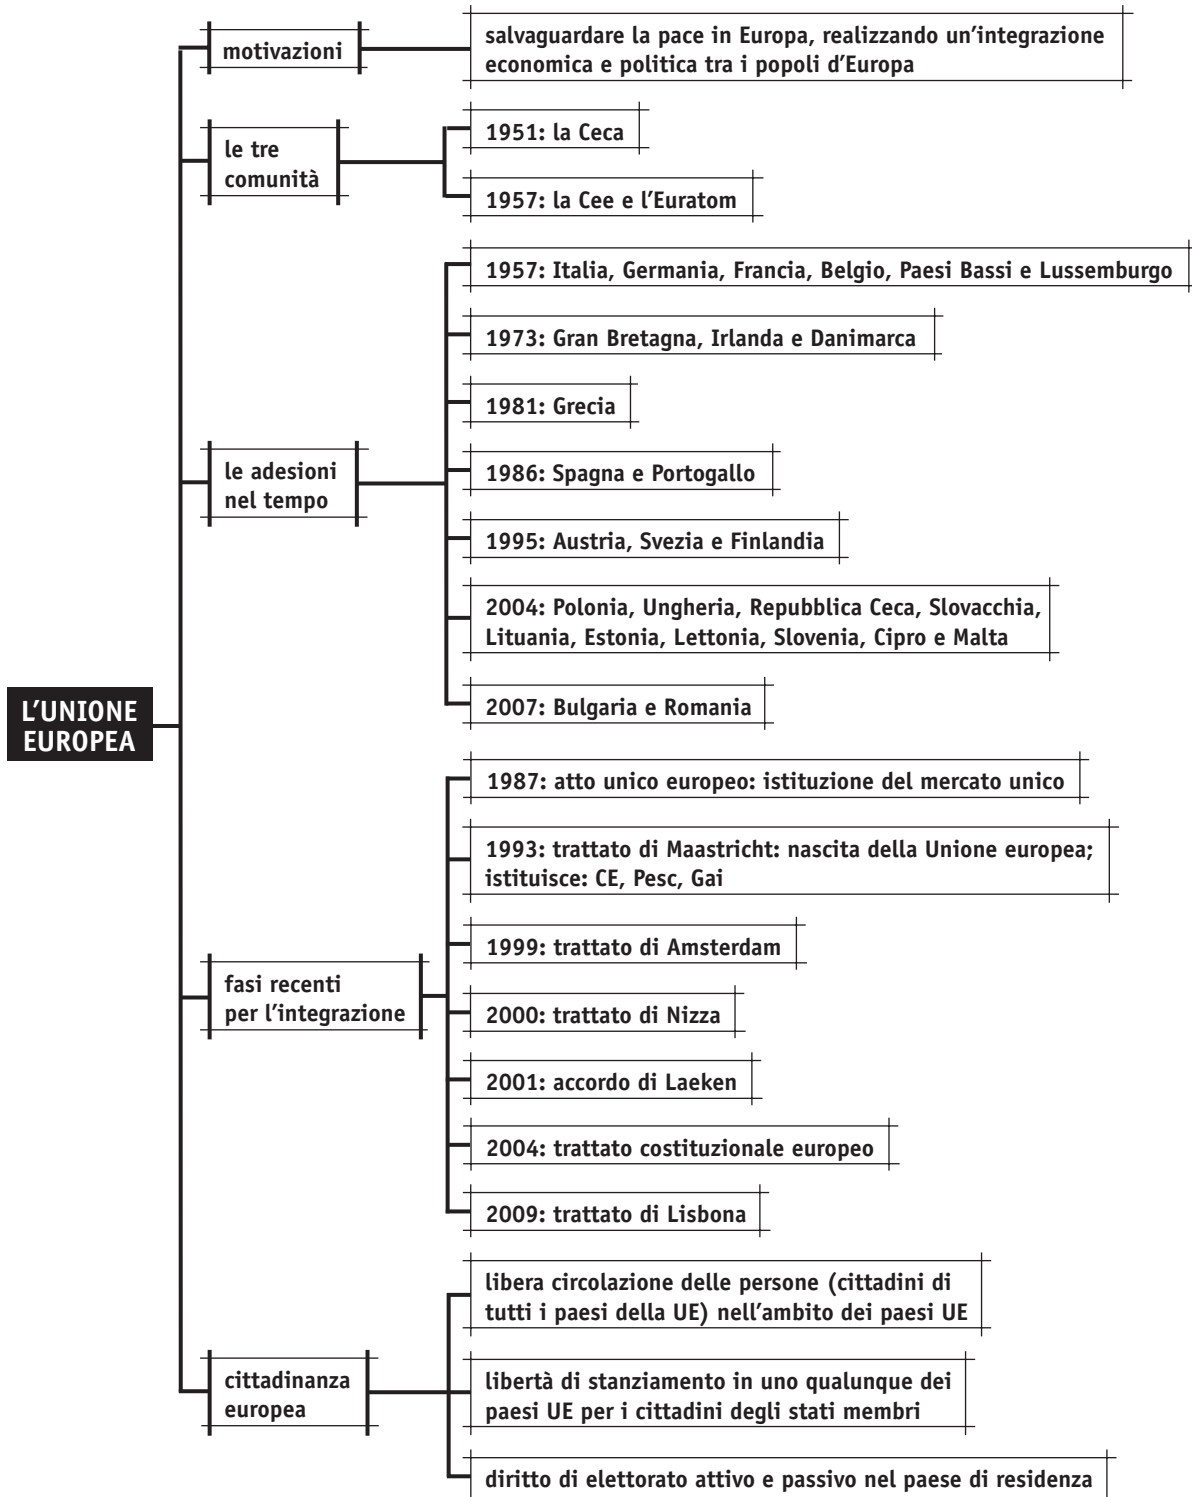 motivazioni
salvaguardare la pace in Europa, realizzando un’integrazione
economica e politica tra i popoli d’Europa
le tre
comunità
1951: la Ceca
1957: la Cee e l’Euratom
le adesioni
nel tempo
1957: Italia, Germania, Francia, Belgio, Paesi Bassi e Lussemburgo
1973: Gran Bretagna, Irlanda e Danimarca
1981: Grecia
1986: Spagna e Portogallo
1995: Austria, Svezia e Finlandia
2004: Polonia, Ungheria, Repubblica Ceca, Slovacchia,
Lituania, Estonia, Lettonia, Slovenia, Cipro e Malta
2007: Bulgaria e Romania
L’UNIONE
EUROPEA
fasi recenti
per l’integrazione
1987: atto unico europeo: istituzione del mercato unico
1993: trattato di Maastricht: nascita della Unione europea;
istituisce: CE, Pesc, Gai
1999: trattato di Amsterdam
2000: trattato di Nizza
2001: accordo di Laeken
2004: trattato costituzionale europeo
2009: trattato di Lisbona
cittadinanza
europea
libera circolazione delle persone (cittadini di
tutti i paesi della UE) nell’ambito dei paesi UE
libertà di stanziamento in uno qualunque dei
paesi UE per i cittadini degli stati membri
diritto di elettorato attivo e passivo nel paese di residenza